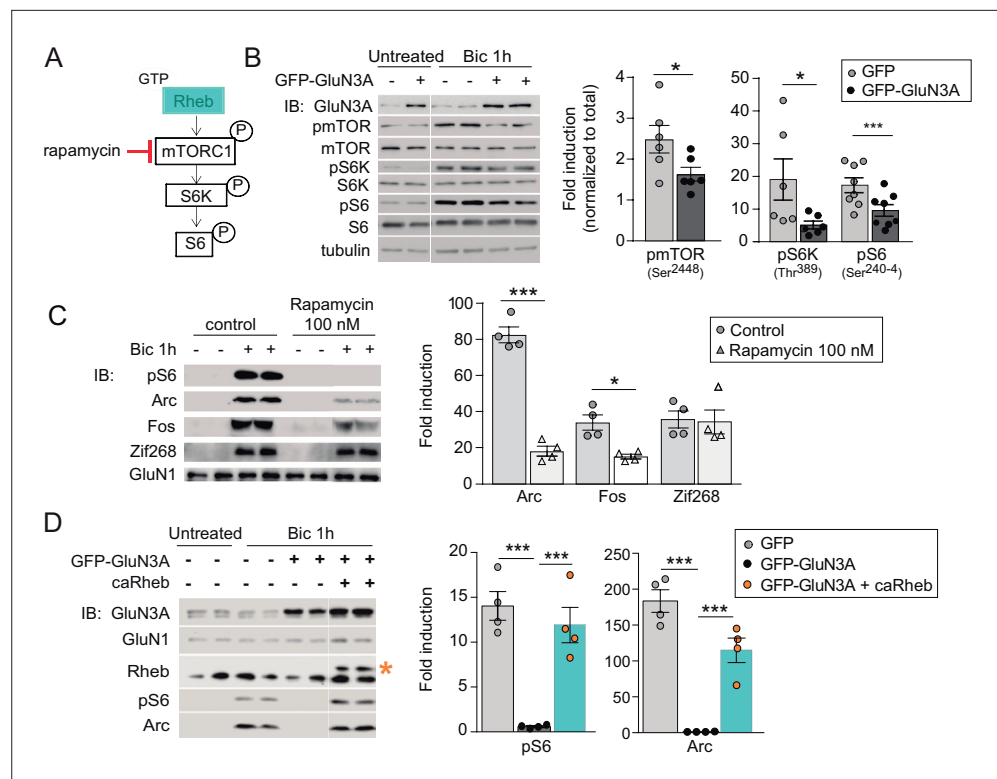 A
GTP
Rheb
rapamycin
mTORC1
P
S6K
P
S6
P
B
Untreated Bic 1h
GFP-GluN3A - + - - + +
IB: GluN3A
pmTOR
mTOR
pS6K
S6K
pS6
S6
tubulin
Fold induction
(normalized to total)
4
3
2
1
0
*
pmTOR
(Ser2448)
50
40
30
20
10
0
*
***
pS6K
(Thr389)
pS6
(Ser240-4)
GFP
GFP-GluN3A
C
control
Rapamycin
100 nM
Bic 1h - - + + - - + +
IB: pS6
Arc
Fos
Zif268
GluN1
Fold induction
100
80
60
40
20
0
***
*
Arc Fos Zif268
Control
Rapamycin 100 nM
D
Untreated Bic 1h
GFP-GluN3A - - - - + + + +
caRheb - - - - - - + +
IB: GluN3A
GluN1
Rheb *
pS6
Arc
Fold induction
15
10
5
0
*** ***
pS6
250
200
150
100
50
0
***
***
Arc
GFP
GFP-GluN3A
GFP-GluN3A + caRheb